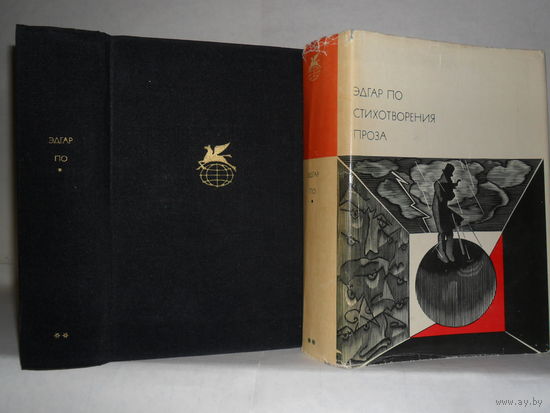 ЭДГАР
ПО
*
**
ЭДГАР
ПО
*
**
ЭДГАР ПО
СТИХОТВОРЕНИЯ
ПРОЗА
www.ay.by